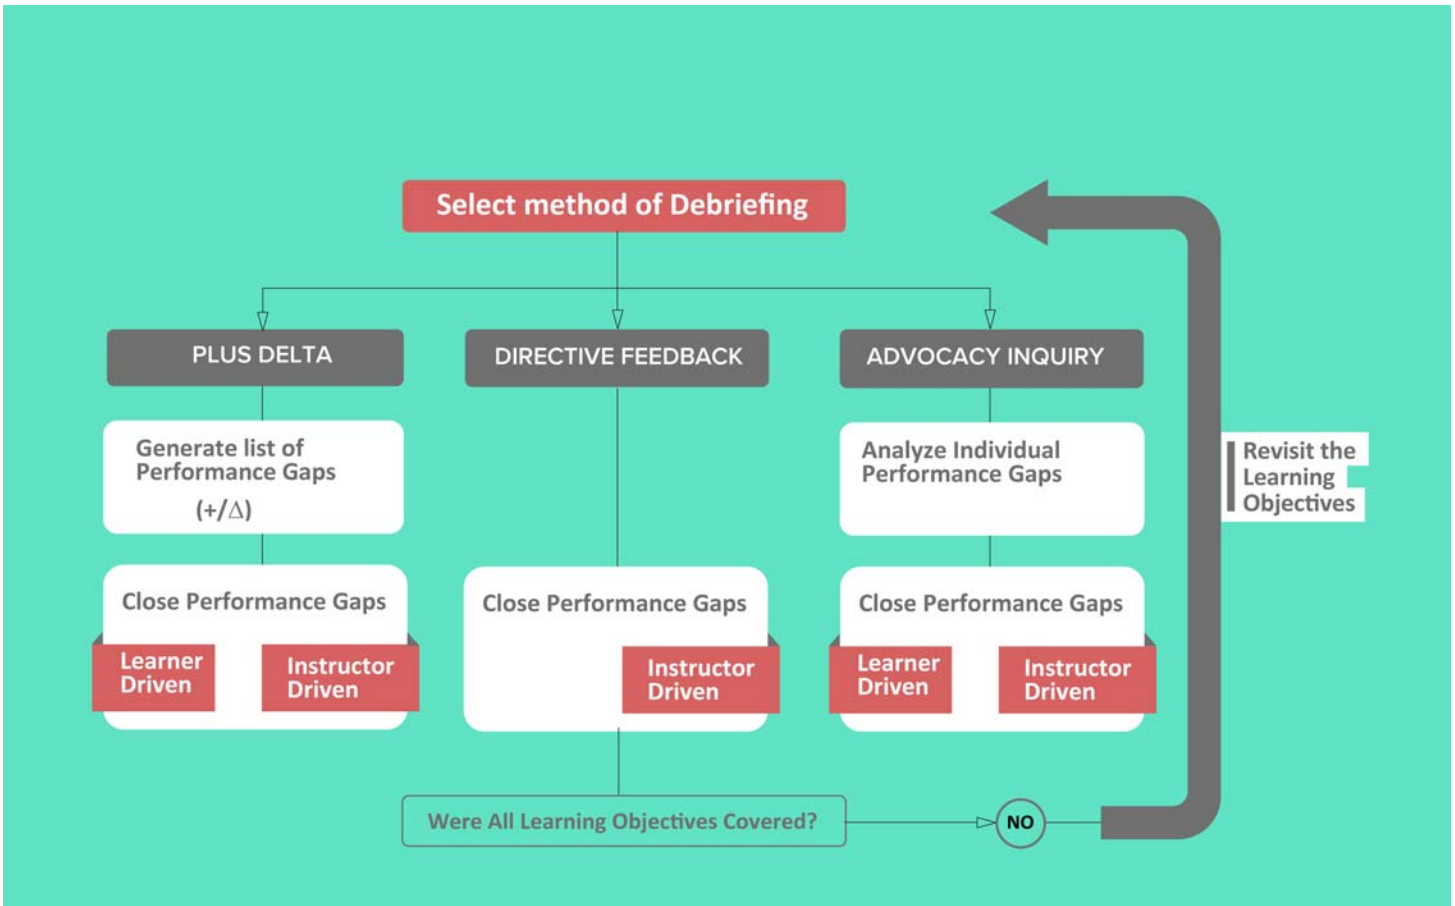 Select method of Debriefing
PLUS DELTA
DIRECTIVE FEEDBACK
ADVOCACY INQUIRY
Generate list of
Performance Gaps
(+/Δ)
Analyze Individual
Performance Gaps
Revisit the
Learning
Objectives
Close Performance Gaps
Learner
Driven
Instructor
Driven
Close Performance Gaps
Instructor
Driven
Close Performance Gaps
Learner
Driven
Instructor
Driven
Were All Learning Objectives Covered?
NO